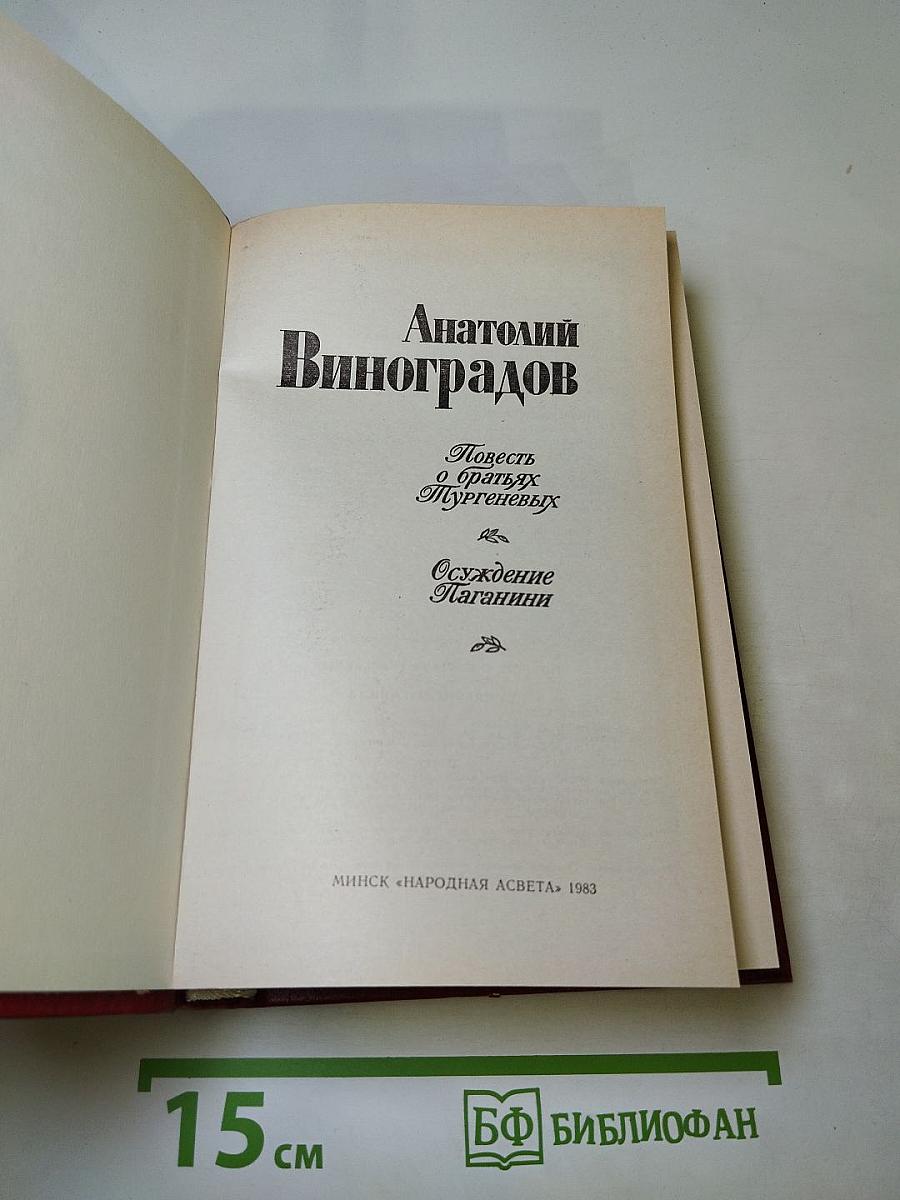 Анатолий
Виноградов
Повесть
о братьях
Тургеневых
Осуждение
Паганини
МИНСК «НАРОДНАЯ АСВЕТА» 1983
15 см
БФ БИБЛИОФАН